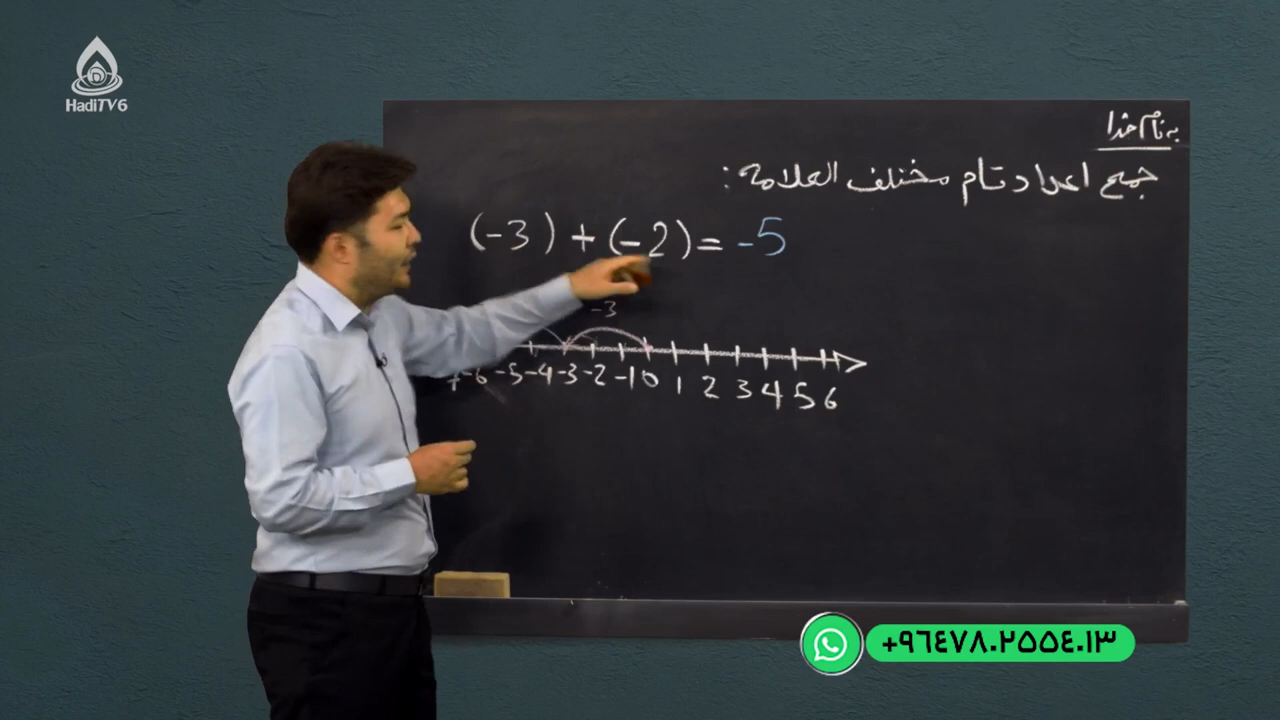 HadiTV6
به نام خدا
جمع اعداد تام مختلف العلامه :
(-3) + (-2) = -5
-3
-6 -5 -4 -3 -2 -1 0 1 2 3 4 5 6
+٩٦٤٧٨٠٢٥٥٤٠١٣